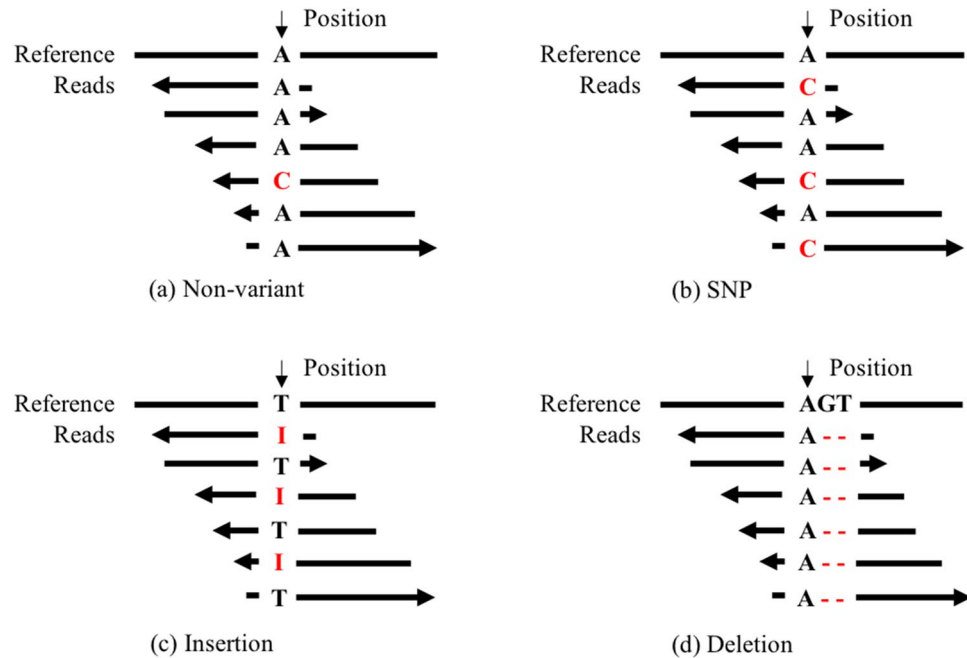 Position
Reference A
Reads A
A
A
C
A
A
(a) Non-variant
Position
Reference A
Reads C
A
A
C
A
C
(b) SNP
Position
Reference T
Reads I
T
I
T
I
T
(c) Insertion
Position
Reference AGT
Reads A - -
A - -
A - -
A - -
A - -
A - -
(d) Deletion